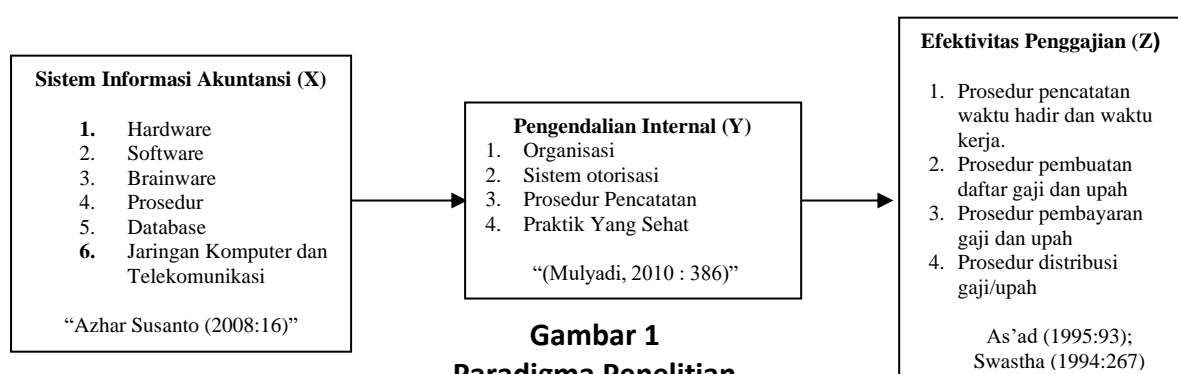 Sistem Informasi Akuntansi (X)
1. Hardware
2. Software
3. Brainware
4. Prosedur
5. Database
6. Jaringan Komputer dan
Telekomunikasi
“Azhar Susanto (2008:16)”
Pengendalian Internal (Y)
1. Organisasi
2. Sistem otorisasi
3. Prosedur Pencatatan
4. Praktik Yang Sehat
“(Mulyadi, 2010 : 386)”
Efektivitas Penggajian (Z)
1. Prosedur pencatatan
waktu hadir dan waktu
kerja.
2. Prosedur pembuatan
daftar gaji dan upah
3. Prosedur pembayaran
gaji dan upah
4. Prosedur distribusi
gaji/upah
As’ad (1995:93);
Swastha (1994:267)
Gambar 1
Paradigma Penelitian